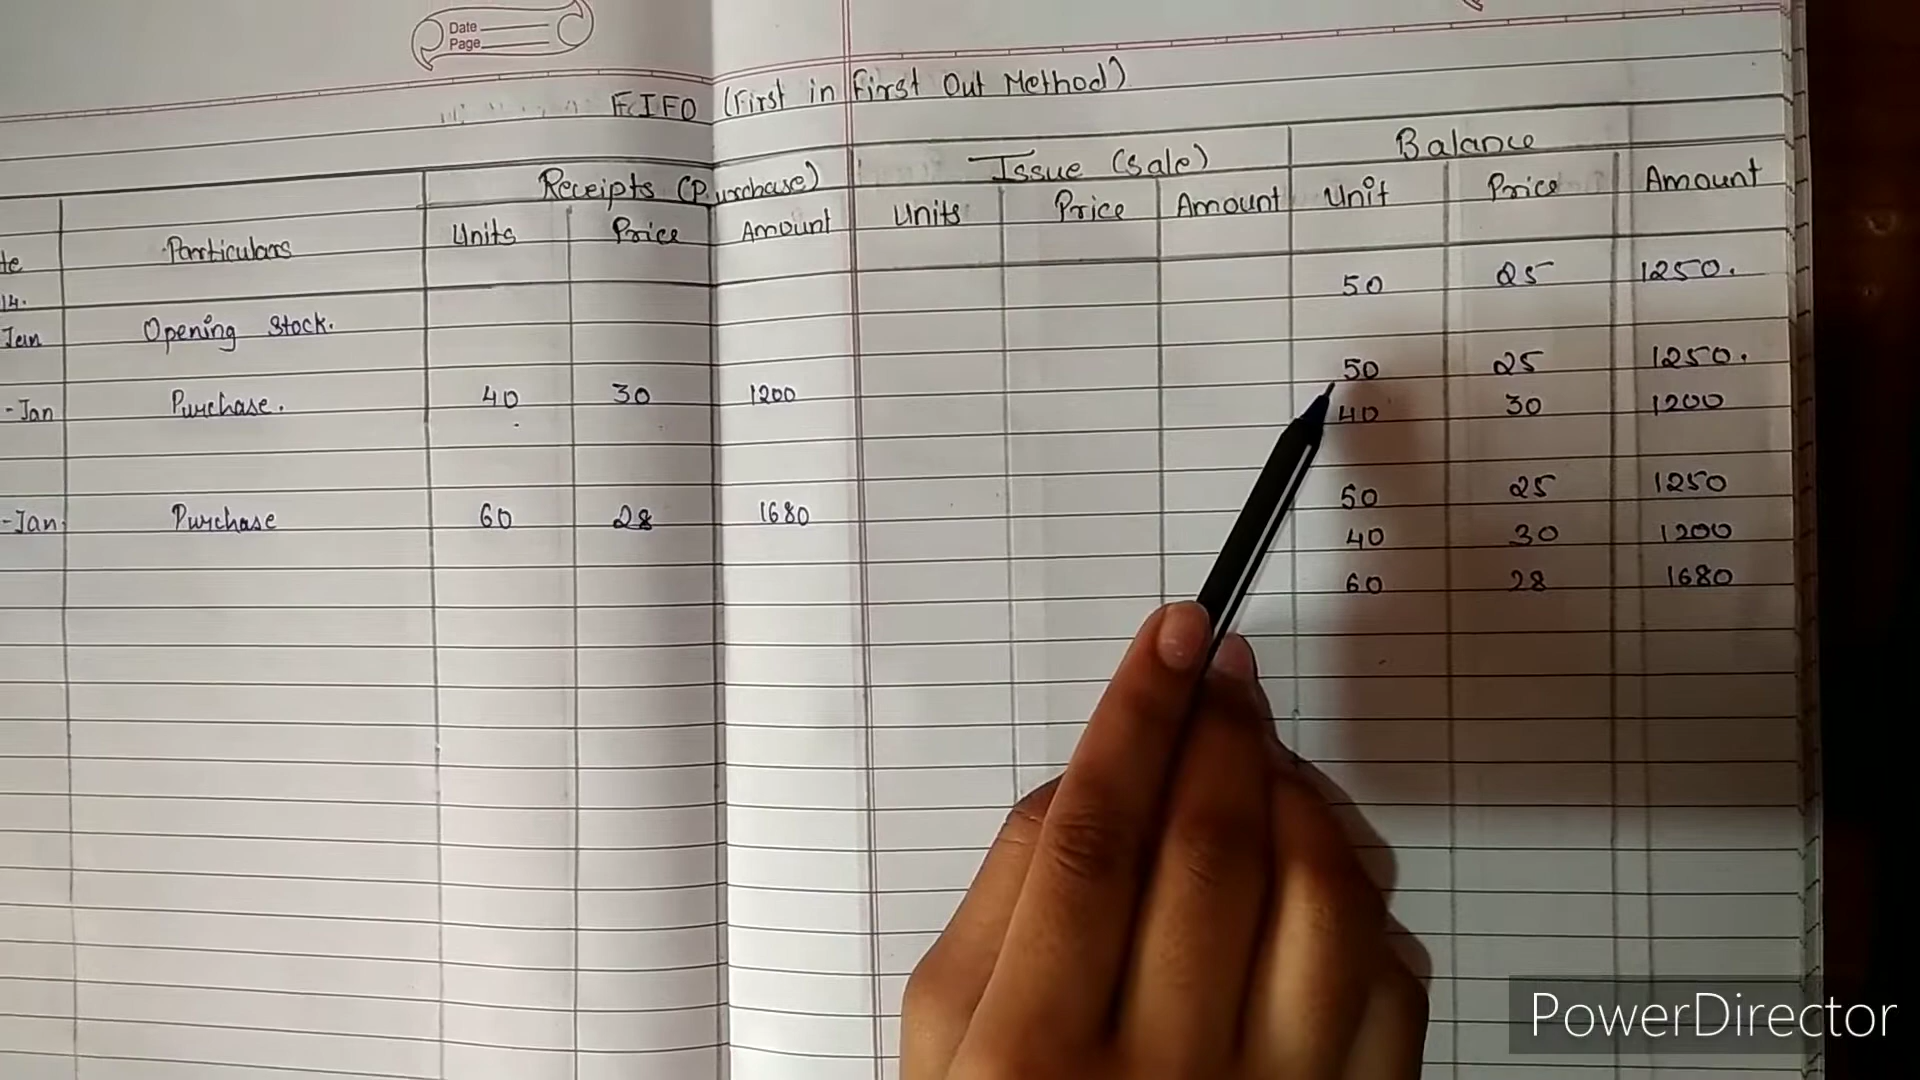 Date
Page
FIFO (First in First Out Method)
Receipts (Purchase) Issue (Sale) Balance
Particulars Units Price Amount Units Price Amount Unit Price Amount
14.
50 25 1250.
Jan Opening Stock.
50 25 1250.
-Jan Purchase. 40 30 1200 40 30 1200
50 25 1250
-Jan Purchase 60 28 1680 40 30 1200
60 28 1680
PowerDirector